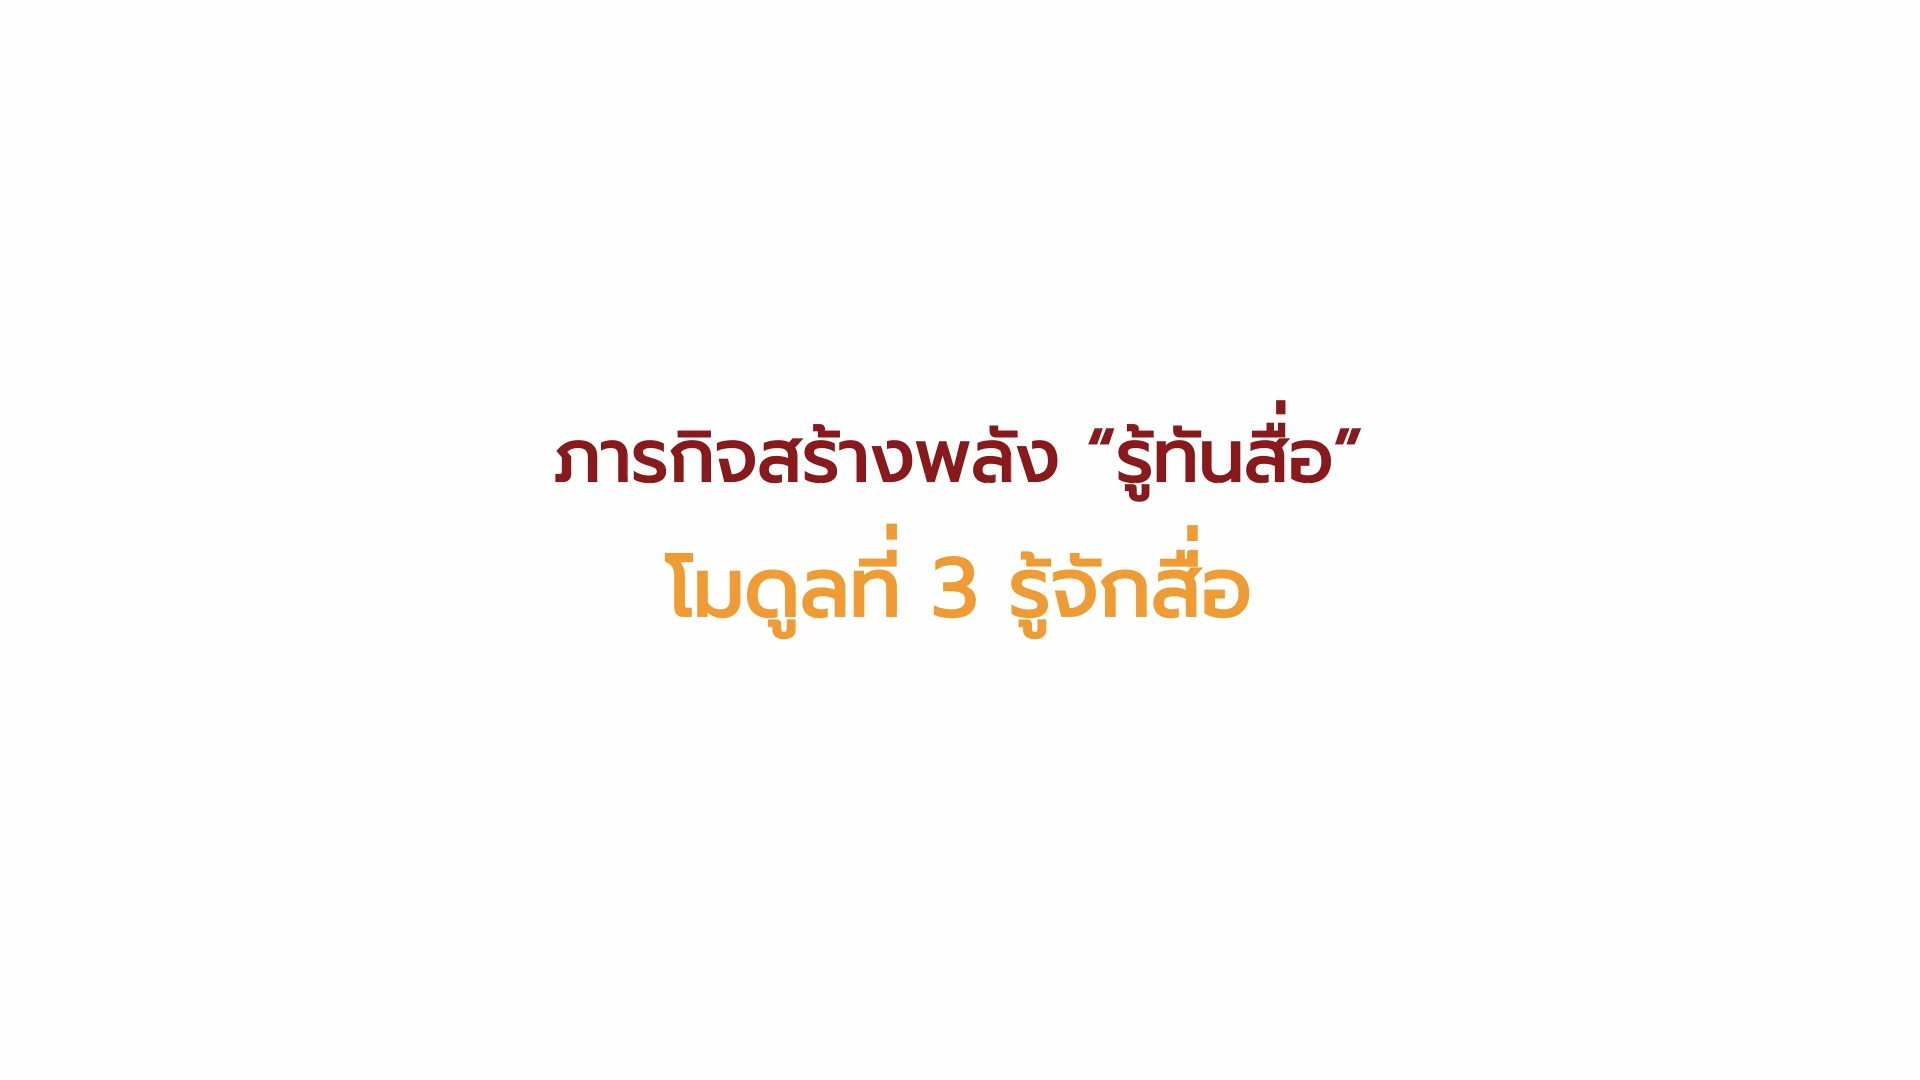 ภารกิจสร้างพลัง “รู้ทันสื่อ”
โมดูลที่ 3 รู้จักสื่อ